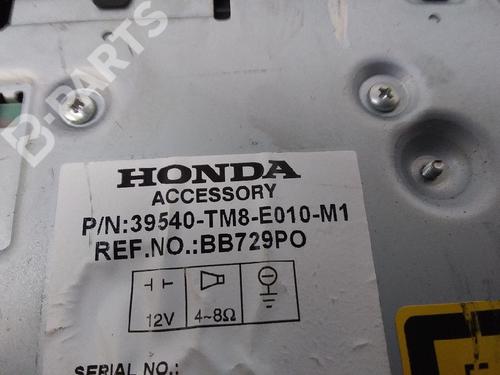 B-PARTS
HONDA
ACCESSORY
P/N:39540-TM8-E010-M1
REF.NO.:BB729PO
12V 4~8Ω
SERIAL NO.: